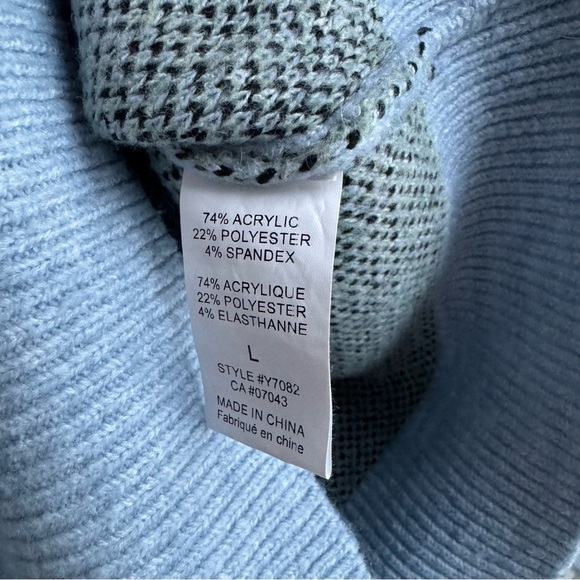 74% ACRYLIC
22% POLYESTER
4% SPANDEX
74% ACRYLIQUE
22% POLYESTER
4% ELASTHANNE
L
STYLE #Y7082
CA #07043
MADE IN CHINA
Fabriqué en chine